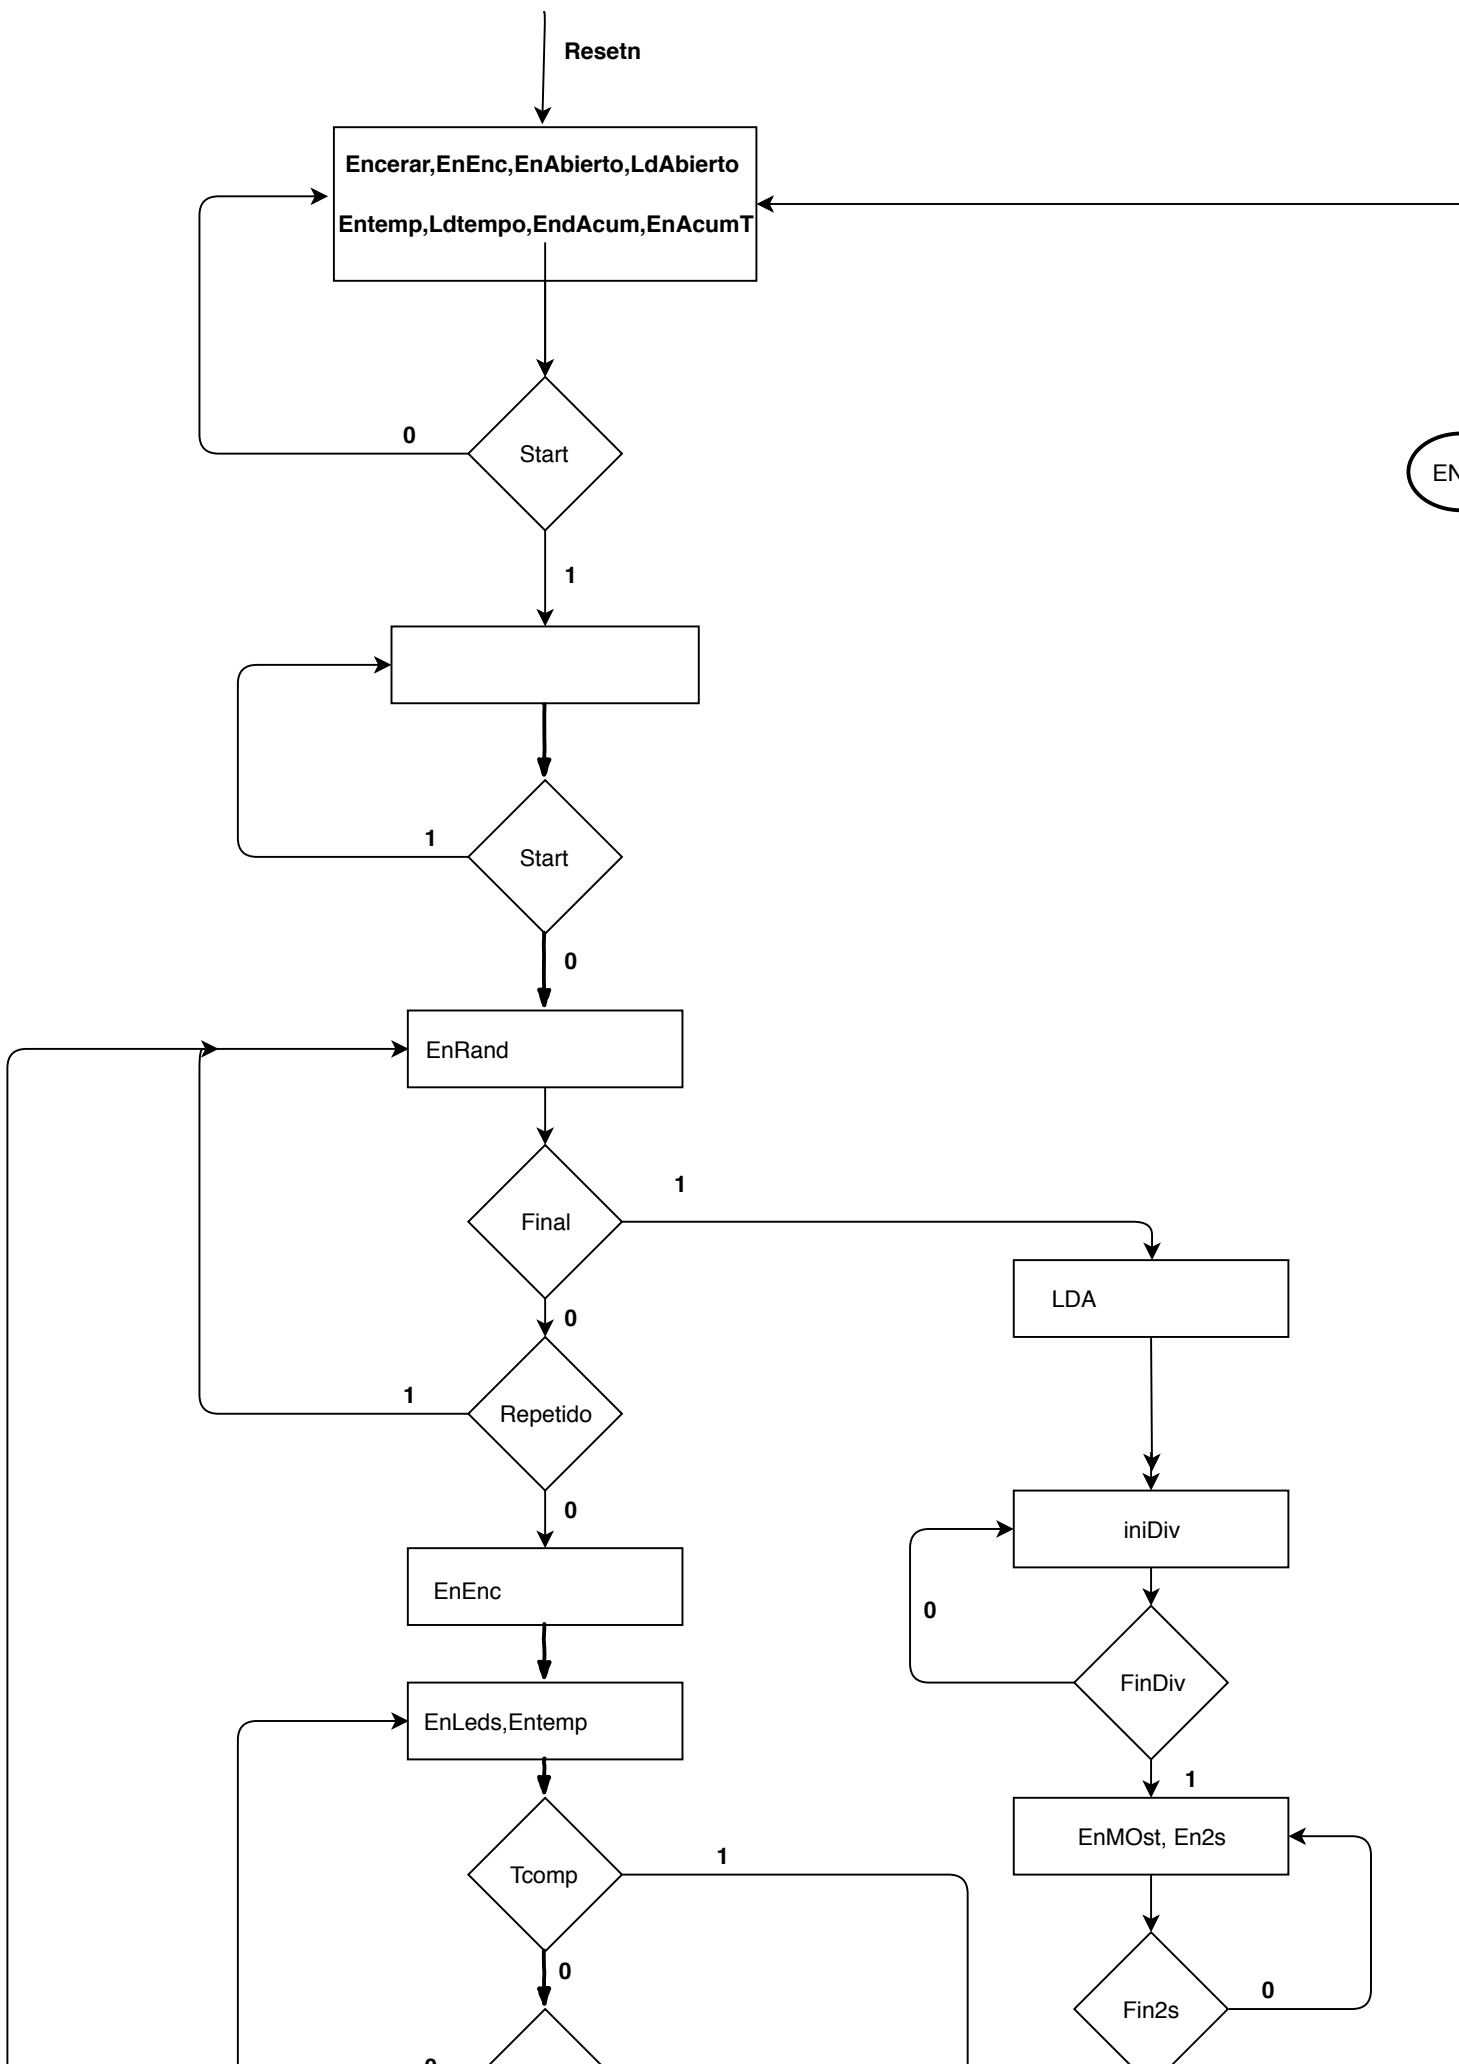 Resetn
Encerar,EnEnc,EnAbierto,LdAbierto
Entemp,Ldtempo,EndAcum,EnAcumT
0
Start
EN
1
1
Start
0
EnRand
1
Final
LDA
0
1
Repetido
0
iniDiv
EnEnc
0
FinDiv
EnLeds,Entemp
1
EnMOst, En2s
1
Tcomp
0
0
Fin2s